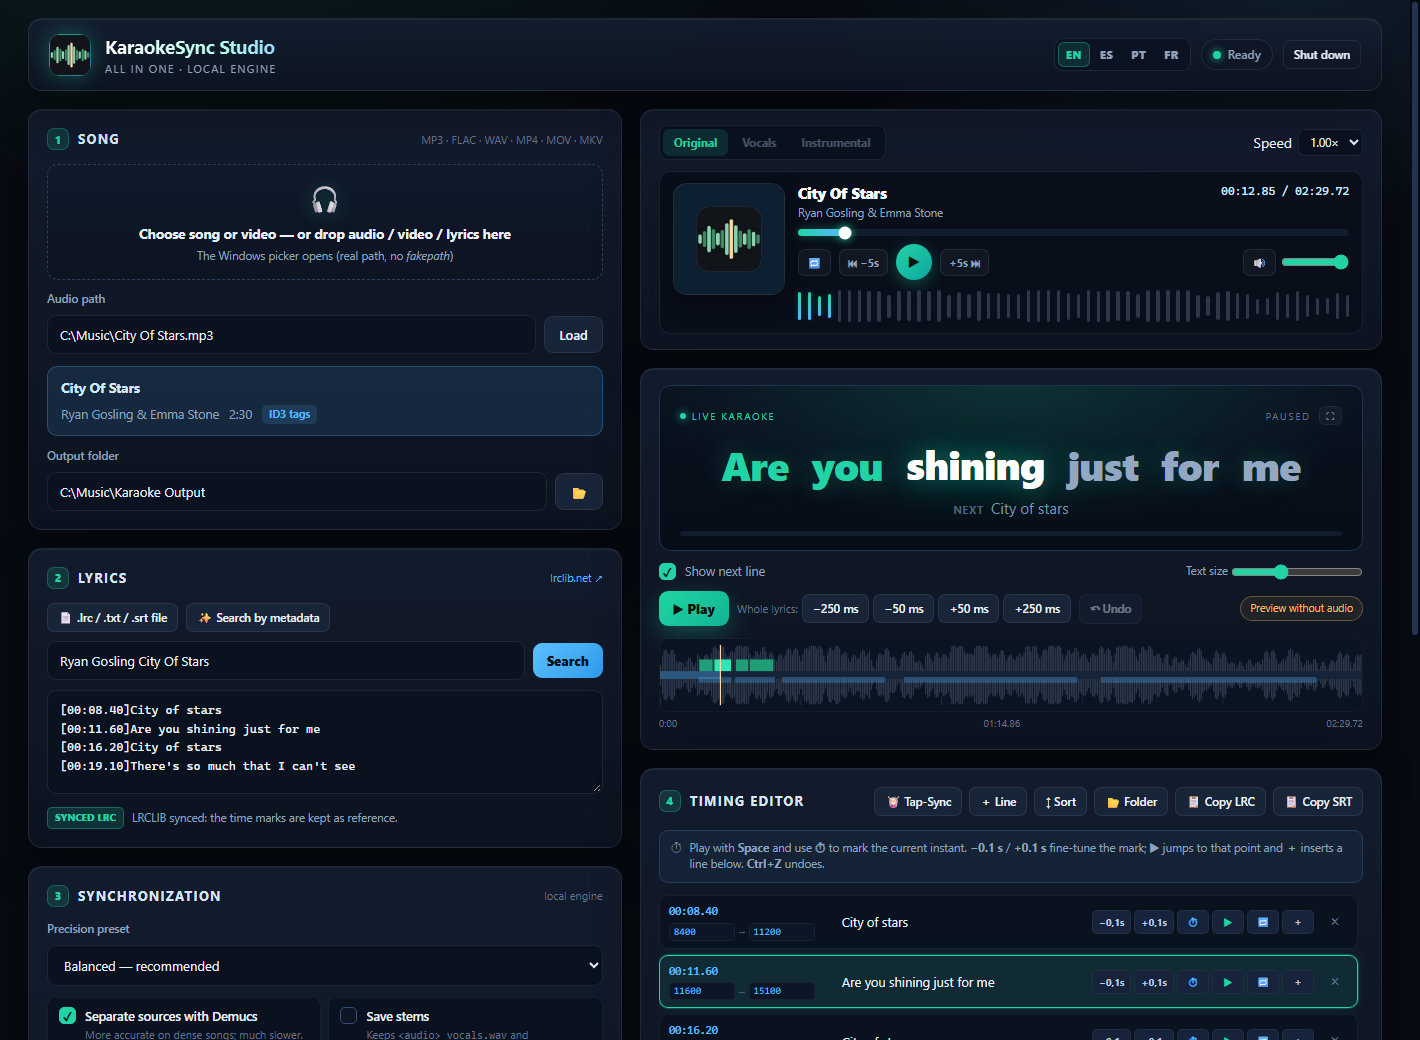 KaraokeSync Studio
ALL IN ONE · LOCAL ENGINE
EN ES PT FR
Ready
Shut down
1 SONG
MP3 · FLAC · WAV · MP4 · MOV · MKV
Choose song or video — or drop audio / video / lyrics here
The Windows picker opens (real path, no fakepath)
Audio path
C:\Music\City Of Stars.mp3
Load
City Of Stars
Ryan Gosling & Emma Stone 2:30 ID3 tags
Output folder
C:\Music\Karaoke Output
2 LYRICS
lrclib.net ↗
.lrc / .txt / .srt file
Search by metadata
Ryan Gosling City Of Stars
Search
[00:08.40]City of stars
[00:11.60]Are you shining just for me
[00:16.20]City of stars
[00:19.10]There's so much that I can't see
SYNCED LRC LRCLIB synced: the time marks are kept as reference.
3 SYNCHRONIZATION
local engine
Precision preset
Balanced — recommended
Separate sources with Demucs
More accurate on dense songs; much slower.
Save stems
Keeps <audio>_vocals.wav and
Original Vocals Instrumental
Speed 1.00×
City Of Stars
00:12.85 / 02:29.72
Ryan Gosling & Emma Stone
−5s
+5s
LIVE KARAOKE
PAUSED
Are you shining just for me
NEXT City of stars
Show next line
Text size
Play
Whole lyrics: −250 ms −50 ms +50 ms +250 ms Undo
Preview without audio
0:00 01:14.86 02:29.72
4 TIMING EDITOR
Tap-Sync + Line ↕ Sort Folder Copy LRC Copy SRT
Play with Space and use ⏱ to mark the current instant. −0.1 s / +0.1 s fine-tune the mark; ▶ jumps to that point and + inserts a
line below. Ctrl+Z undoes.
00:08.40
8400 → 11200
City of stars
−0,1s +0,1s + ×
00:11.60
11600 → 15100
Are you shining just for me
−0,1s +0,1s + ×
00:16.20